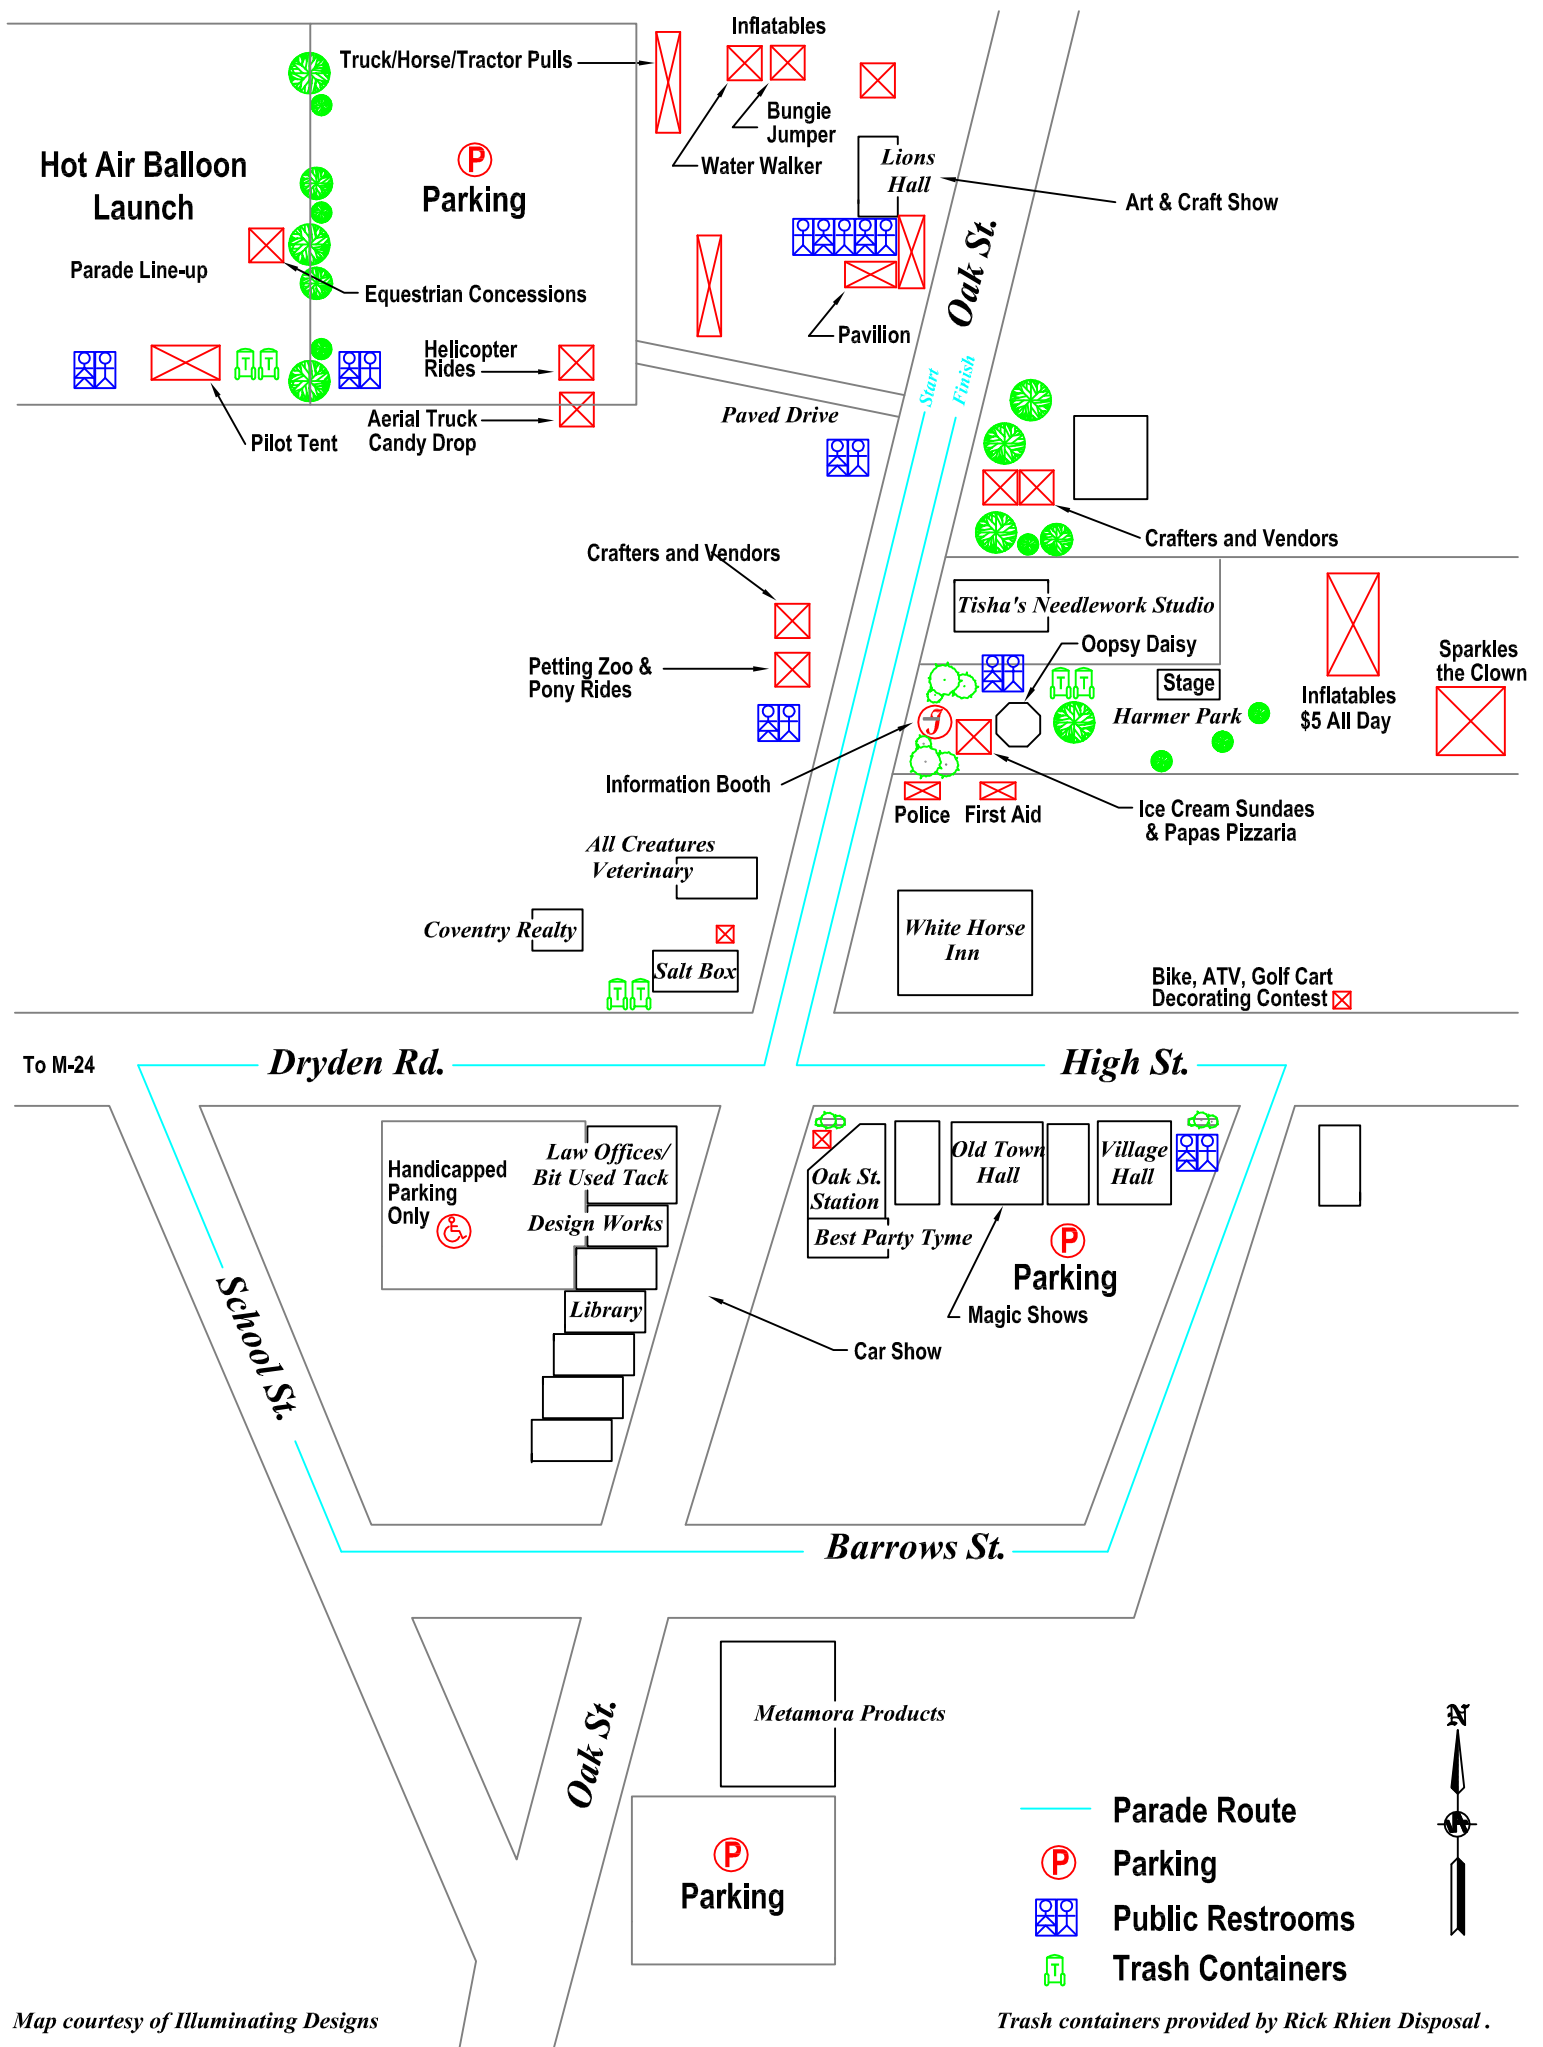 Inflatables
Truck/Horse/Tractor Pulls
Bungie
Jumper
Water Walker
Hot Air Balloon
Launch
P
Parking
Lions
Hall
Art & Craft Show
Oak St.
Parade Line-up
Equestrian Concessions
Pavilion
Helicopter
Rides
Start
Finish
Aerial Truck
Candy Drop
Paved Drive
Pilot Tent
Crafters and Vendors
Crafters and Vendors
Tisha's Needlework Studio
Oopsy Daisy
Petting Zoo &
Pony Rides
Stage
Harmer Park
Inflatables
$5 All Day
Sparkles
the Clown
Information Booth
Police
First Aid
Ice Cream Sundaes
& Papas Pizzaria
All Creatures
Veterinary
Coventry Realty
Salt Box
White Horse
Inn
Bike, ATV, Golf Cart
Decorating Contest
To M-24
Dryden Rd.
High St.
Handicapped
Parking
Only
Law Offices/
Bit Used Tack
Design Works
Library
Oak St.
Station
Best Party Tyme
Old Town
Hall
Village
Hall
P
Parking
Magic Shows
Car Show
School St.
Barrows St.
Oak St.
Metamora Products
P
Parking
N
Parade Route
P
Parking
Public Restrooms
T
Trash Containers
Map courtesy of Illuminating Designs
Trash containers provided by Rick Rhien Disposal .